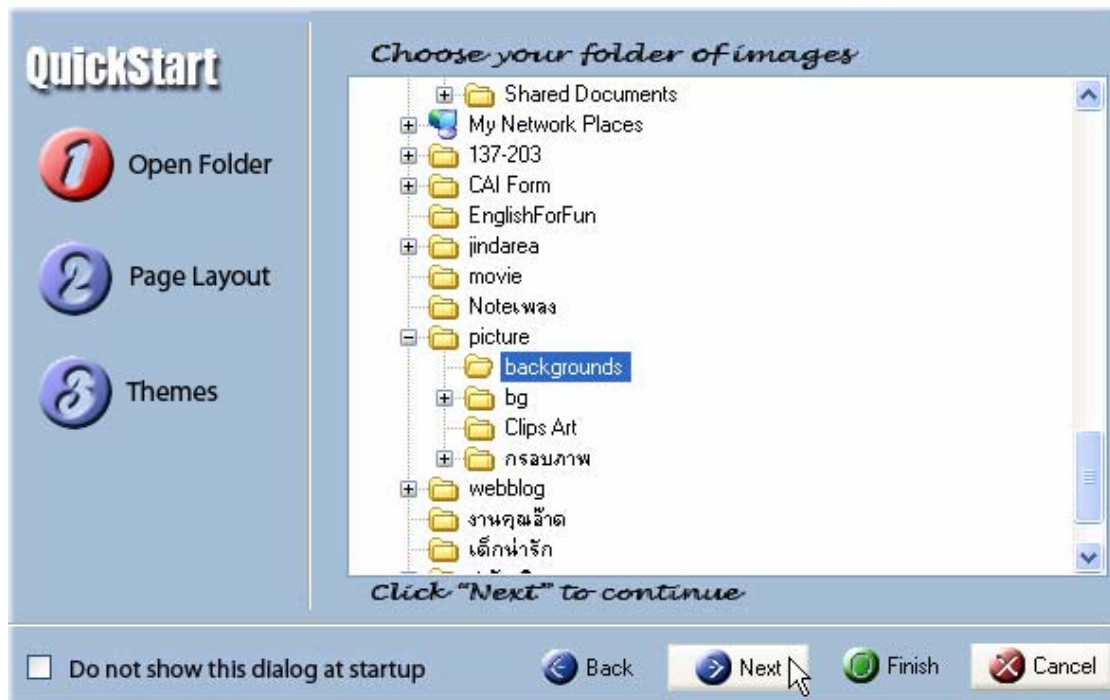 QuickStart
1 Open Folder
2 Page Layout
3 Themes
Choose your folder of images
Shared Documents
My Network Places
137-203
CAI Form
EnglishForFun
jindarea
movie
Noteเพลง
picture
backgrounds
bg
Clips Art
กรอบภาพ
webblog
งานคุณอ๊าด
เด็กน่ารัก
Click "Next" to continue
Do not show this dialog at startup
Back
Next
Finish
Cancel